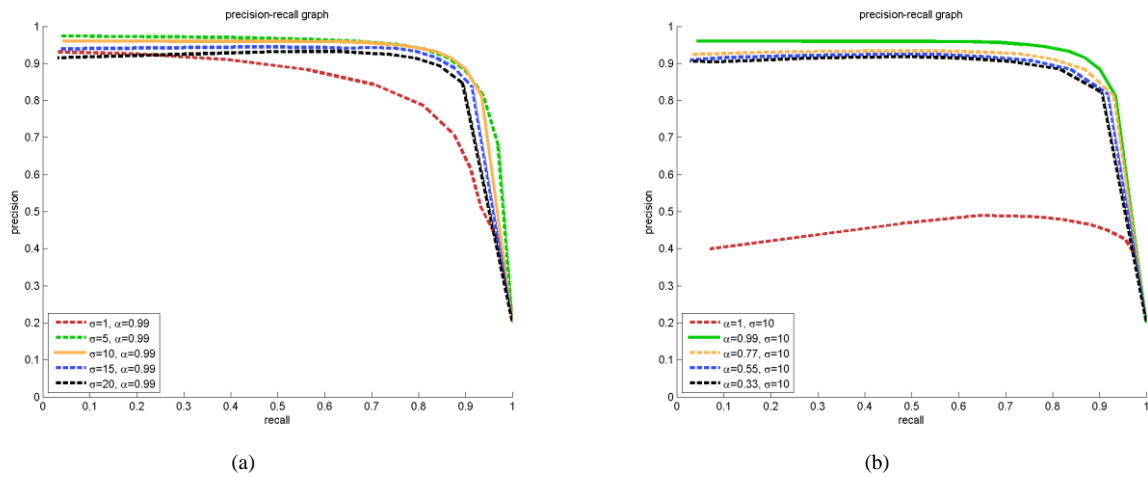 precision-recall graph
1
0.9
0.8
0.7
0.6
0.5
0.4
0.3
0.2
0.1
0
precision
σ=1, α=0.99
σ=5, α=0.99
σ=10, α=0.99
σ=15, α=0.99
σ=20, α=0.99
0 0.1 0.2 0.3 0.4 0.5 0.6 0.7 0.8 0.9 1
recall
(a)
precision-recall graph
1
0.9
0.8
0.7
0.6
0.5
0.4
0.3
0.2
0.1
0
precision
α=1, σ=10
α=0.99, σ=10
α=0.77, σ=10
α=0.55, σ=10
α=0.33, σ=10
0 0.1 0.2 0.3 0.4 0.5 0.6 0.7 0.8 0.9 1
recall
(b)